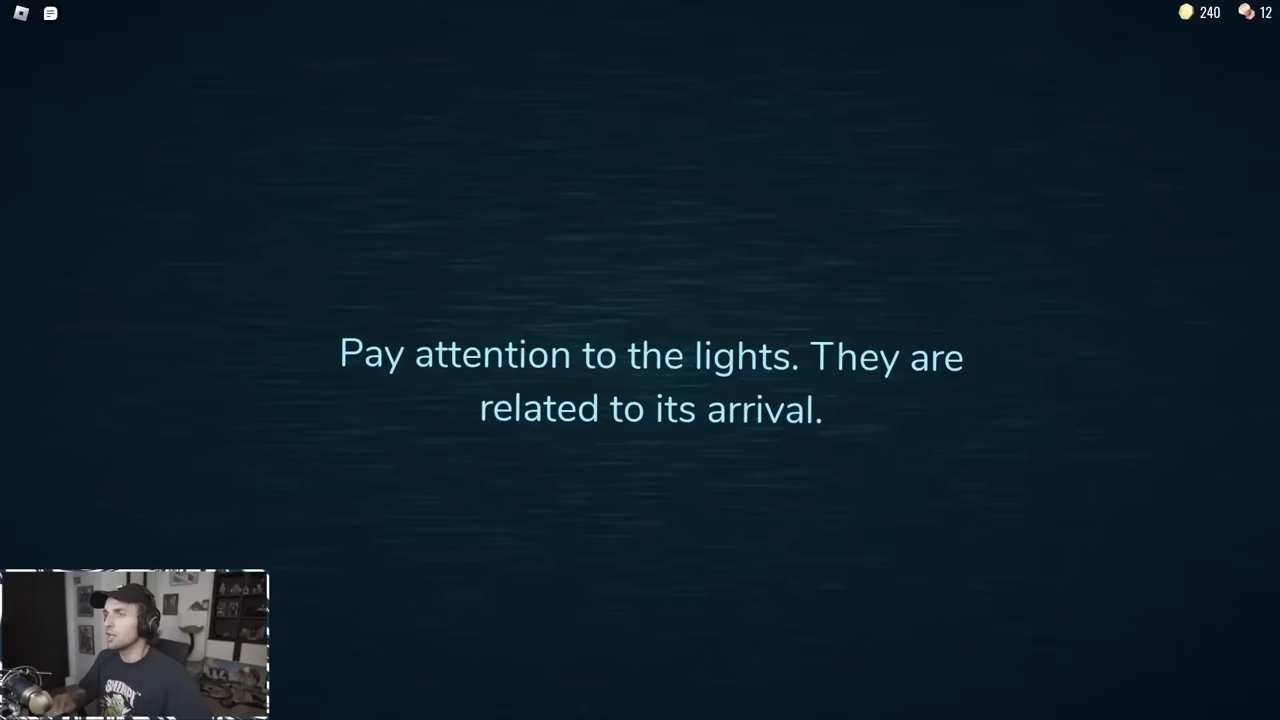 240 12
Pay attention to the lights. They are
related to its arrival.